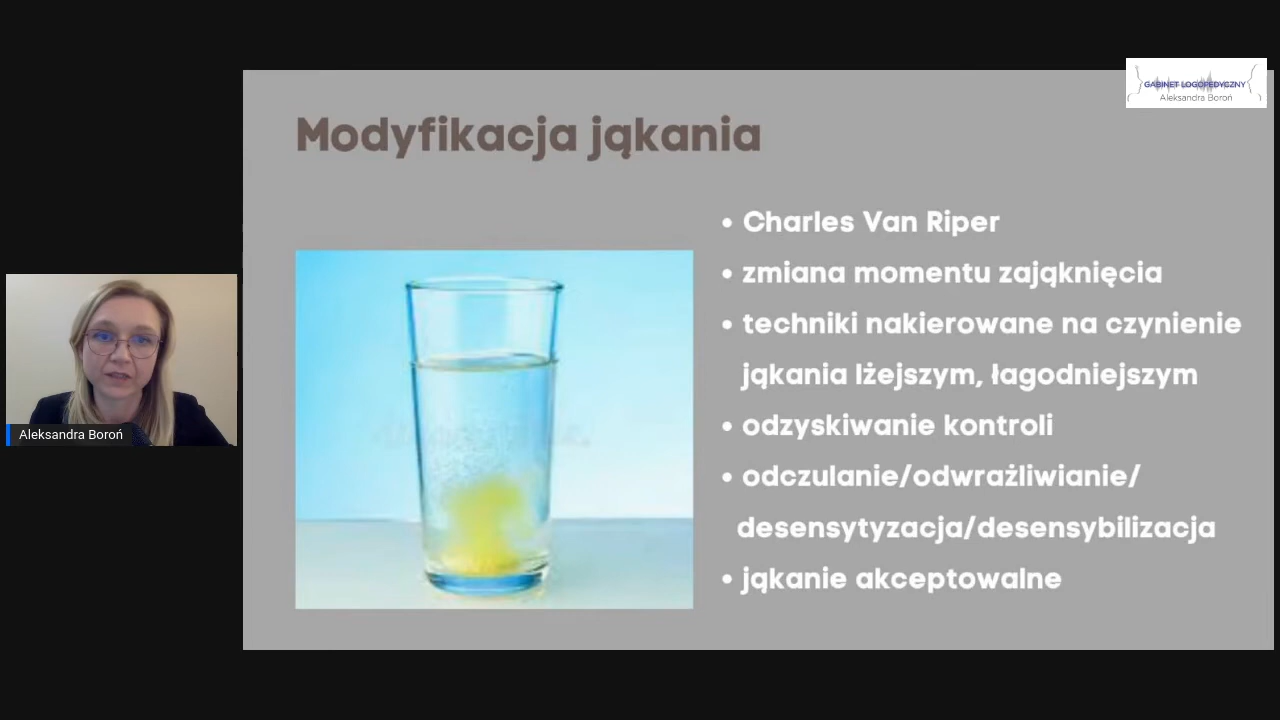 GABINET LOGOPEDYCZNY
Aleksandra Boroń
Modyfikacja jąkania
• Charles Van Riper
• zmiana momentu zająknięcia
• techniki nakierowane na czynienie
jąkania lżejszym, łagodniejszym
• odzyskiwanie kontroli
• odczulanie/odwrażliwianie/
desensytyzacja/desensybilizacja
• jąkanie akceptowalne
Aleksandra Boroń